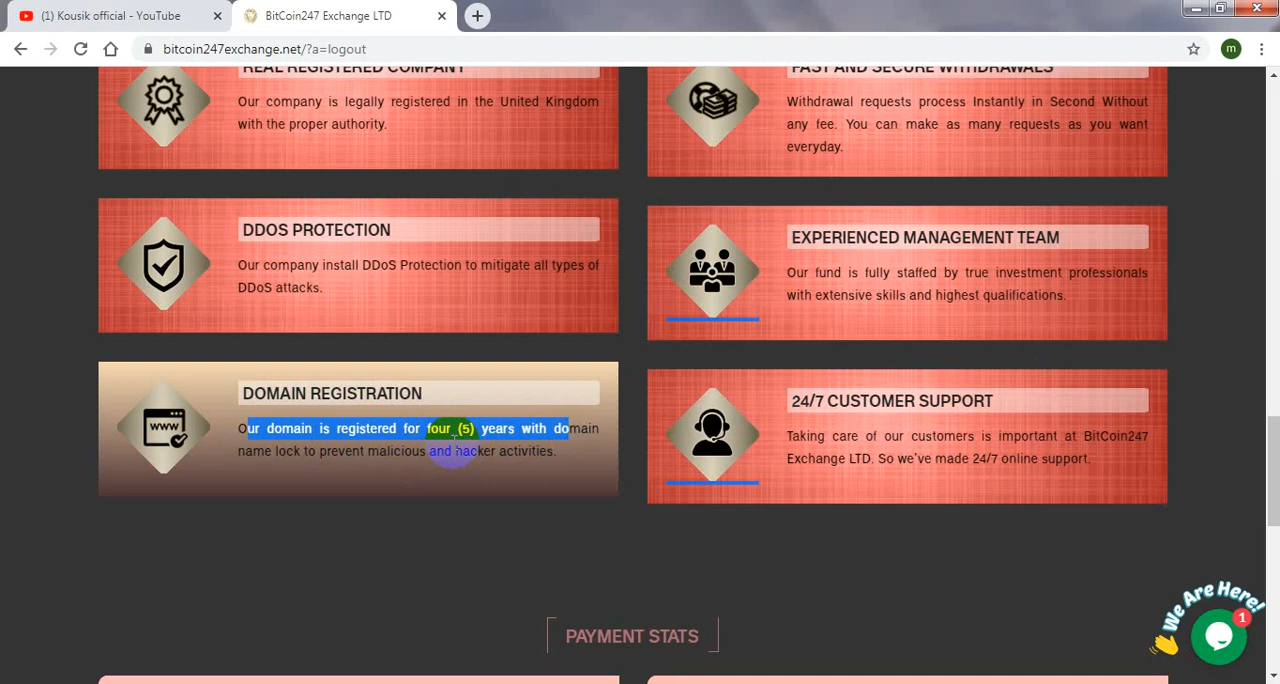 (1) Kousik official - YouTube
BitCoin247 Exchange LTD
bitcoin247exchange.net/?a=logout
m
REAL REGISTERED COMPANY
Our company is legally registered in the United Kingdom
with the proper authority.
FAST AND SECURE WITHDRAWALS
Withdrawal requests process Instantly in Second Without
any fee. You can make as many requests as you want
everyday.
DDOS PROTECTION
Our company install DDoS Protection to mitigate all types of
DDoS attacks.
EXPERIENCED MANAGEMENT TEAM
Our fund is fully staffed by true investment professionals
with extensive skills and highest qualifications.
WWW
DOMAIN REGISTRATION
Our domain is registered for four (5) years with domain
name lock to prevent malicious and hacker activities.
24/7 CUSTOMER SUPPORT
Taking care of our customers is important at BitCoin247
Exchange LTD. So we've made 24/7 online support.
We Are Here!
1
PAYMENT STATS